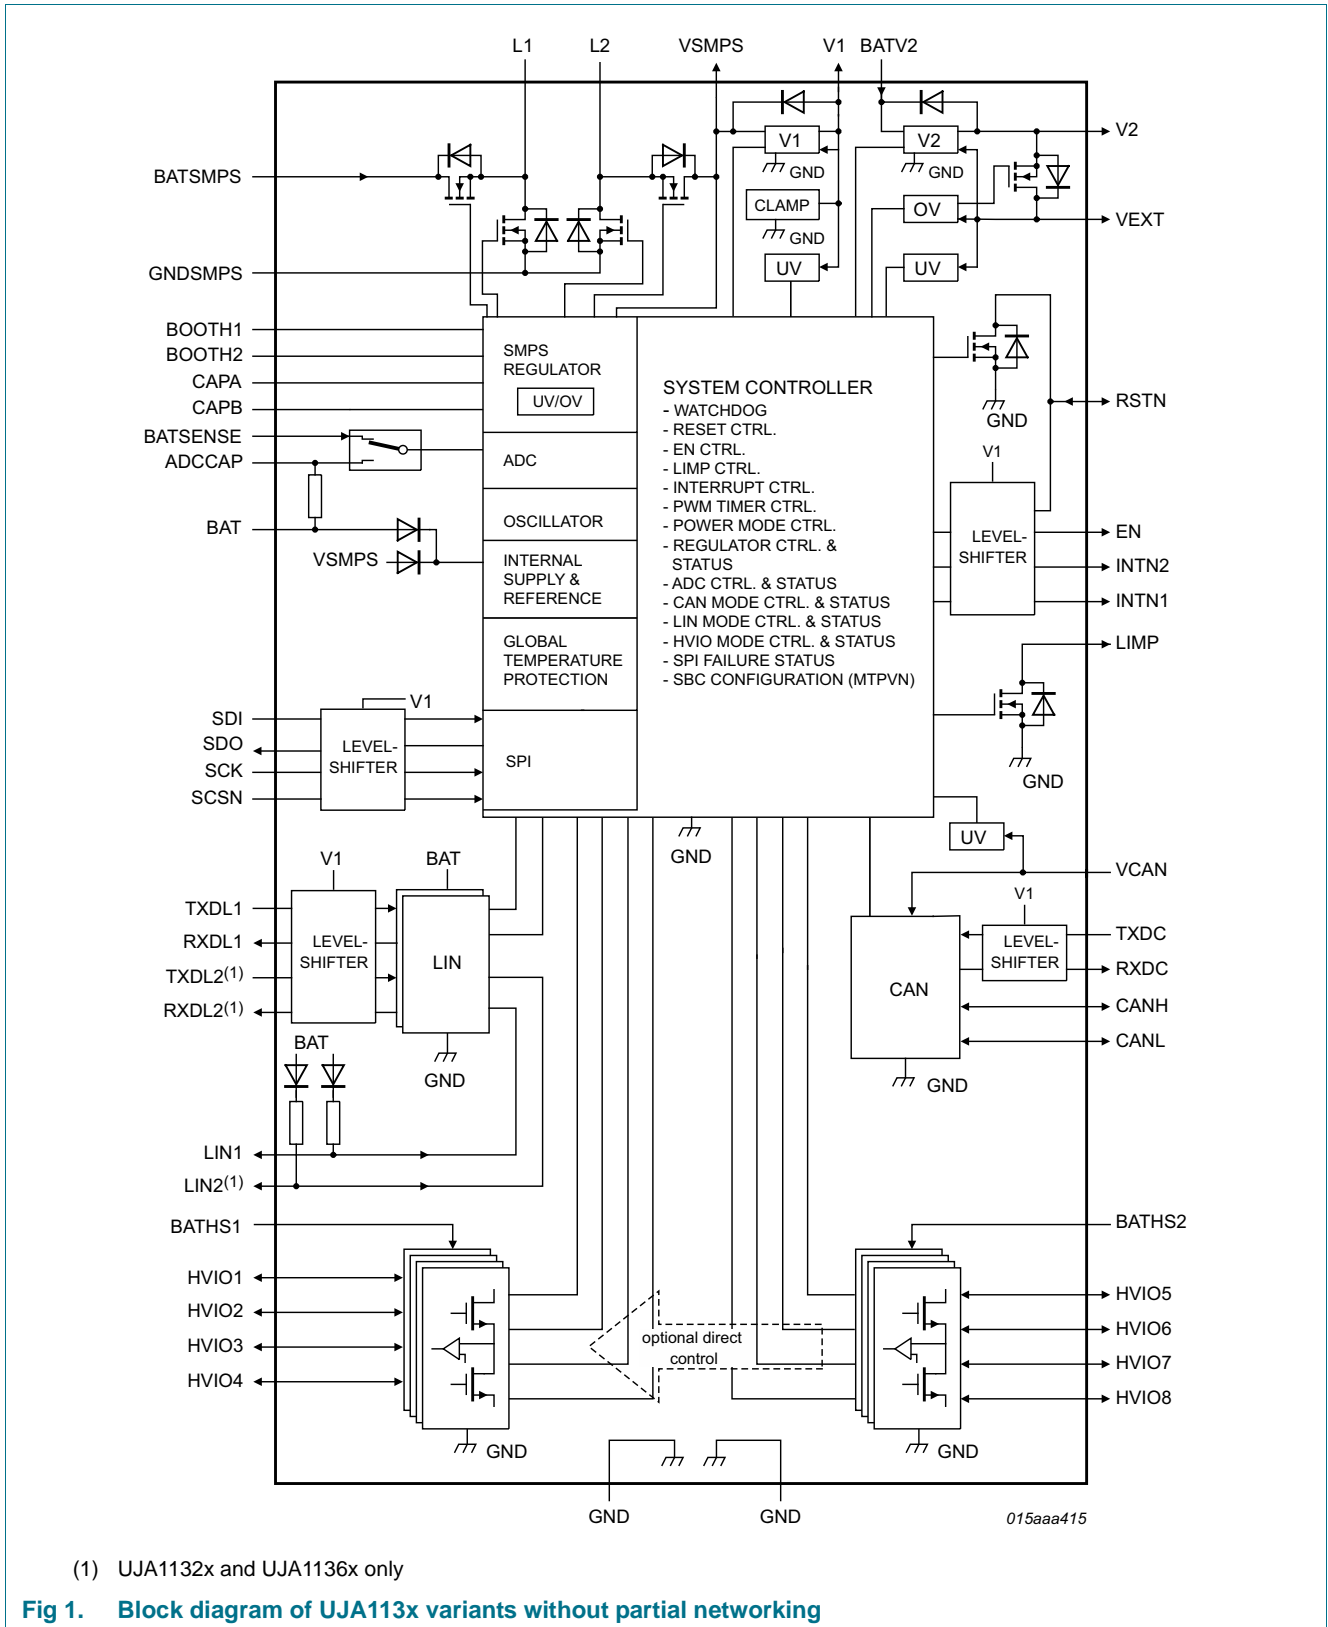 L1 L2 VSMPS V1 BATV2
V1
GND
V2
GND
V2
BATSMPS
CLAMP
GND
OV
VEXT
GNDSMPS
UV
UV
BOOTH1
BOOTH2
CAPA
CAPB
BATSENSE
ADCCAP
BAT
VSMPS
SMPS
REGULATOR
UV/OV
ADC
OSCILLATOR
INTERNAL
SUPPLY &
REFERENCE
GLOBAL
TEMPERATURE
PROTECTION
SPI
SYSTEM CONTROLLER
- WATCHDOG
- RESET CTRL.
- EN CTRL.
- LIMP CTRL.
- INTERRUPT CTRL.
- PWM TIMER CTRL.
- POWER MODE CTRL.
- REGULATOR CTRL. &
STATUS
- ADC CTRL. & STATUS
- CAN MODE CTRL. & STATUS
- LIN MODE CTRL. & STATUS
- HVIO MODE CTRL. & STATUS
- SPI FAILURE STATUS
- SBC CONFIGURATION (MTPVN)
GND
RSTN
V1
LEVEL-
SHIFTER
EN
INTN2
INTN1
LIMP
GND
V1
SDI
SDO
SCK
SCSN
LEVEL-
SHIFTER
GND
UV
VCAN
V1
BAT
TXDL1
RXDL1
TXDL2(1)
RXDL2(1)
LEVEL-
SHIFTER
LIN
GND
V1
LEVEL-
SHIFTER
TXDC
RXDC
CAN
CANH
CANL
GND
BAT
LIN1
LIN2(1)
BATHS1
HVIO1
HVIO2
HVIO3
HVIO4
GND
optional direct
control
BATHS2
HVIO5
HVIO6
HVIO7
HVIO8
GND
GND GND
015aaa415
(1) UJA1132x and UJA1136x only
Fig 1. Block diagram of UJA113x variants without partial networking